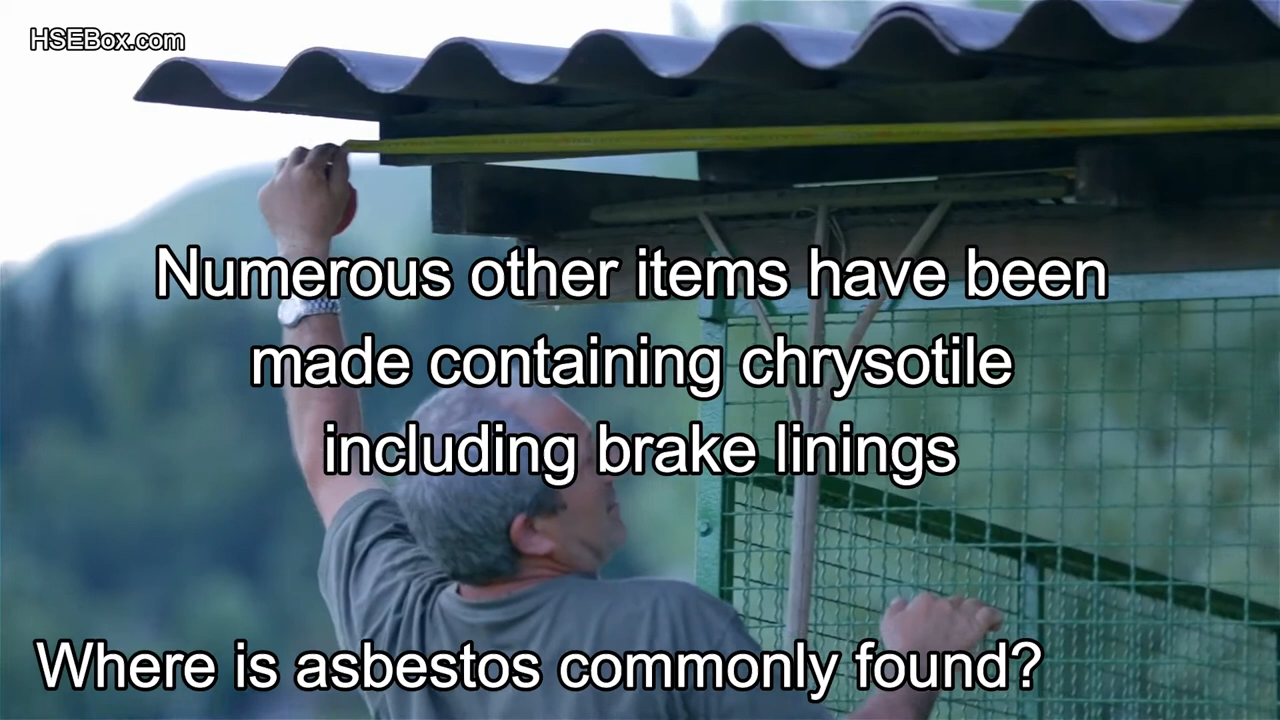 HSEBox.com
Numerous other items have been
made containing chrysotile
including brake linings
Where is asbestos commonly found?